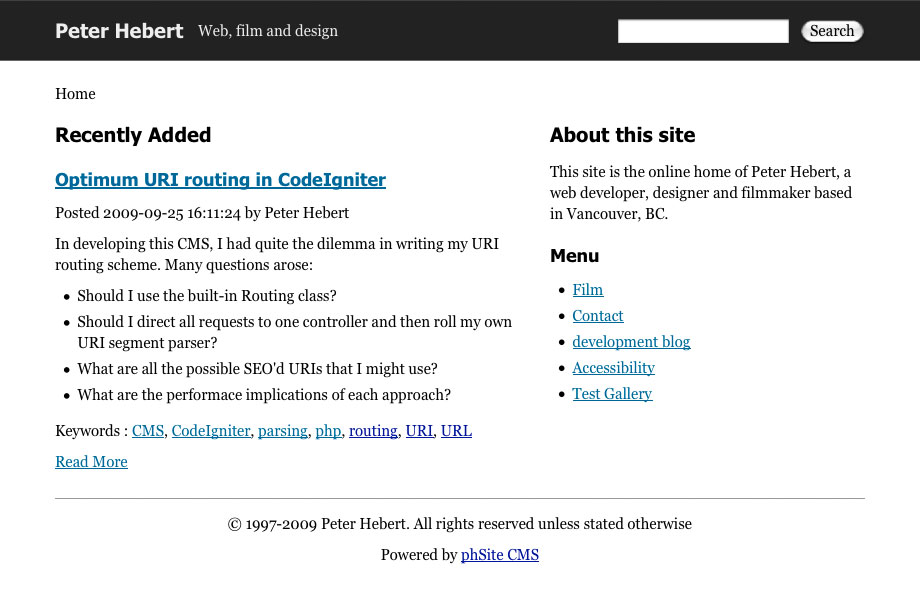 Peter Hebert Web, film and design Search
Home
Recently Added
Optimum URI routing in CodeIgniter
Posted 2009-09-25 16:11:24 by Peter Hebert
In developing this CMS, I had quite the dilemma in writing my URI
routing scheme. Many questions arose:
Should I use the built-in Routing class?
Should I direct all requests to one controller and then roll my own
URI segment parser?
What are all the possible SEO'd URIs that I might use?
What are the performace implications of each approach?
Keywords : CMS, CodeIgniter, parsing, php, routing, URI, URL
Read More
About this site
This site is the online home of Peter Hebert, a
web developer, designer and filmmaker based
in Vancouver, BC.
Menu
Film
Contact
development blog
Accessibility
Test Gallery
© 1997-2009 Peter Hebert. All rights reserved unless stated otherwise
Powered by phSite CMS